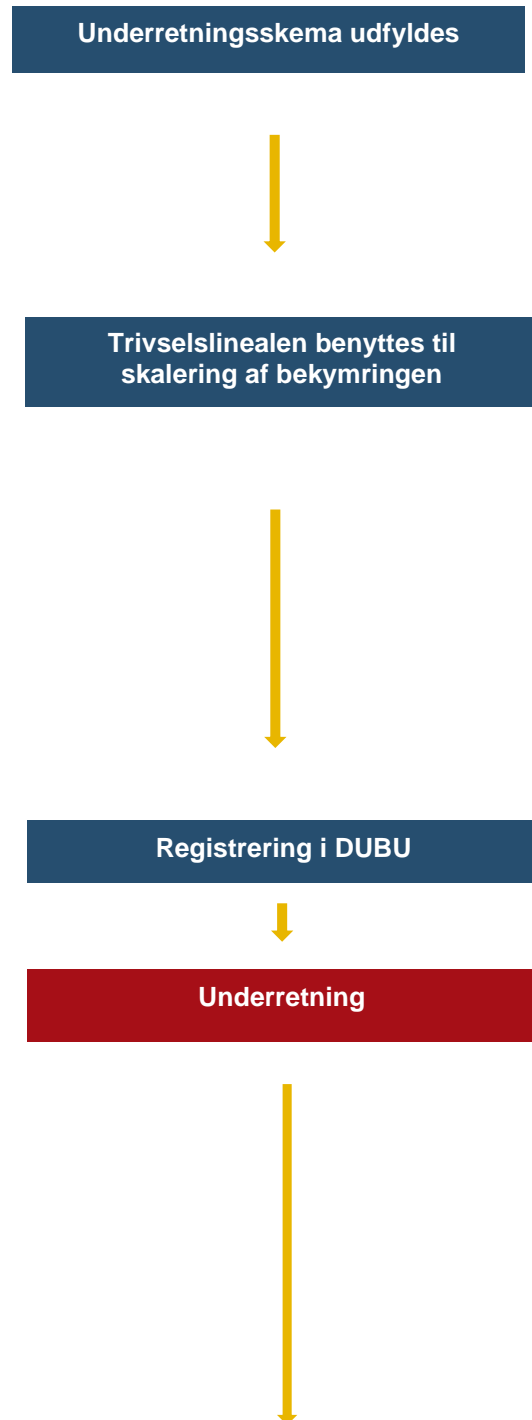 Underretningsskema udfyldes
Trivselslinealen benyttes til
skalering af bekymringen
Registrering i DUBU
Underretning